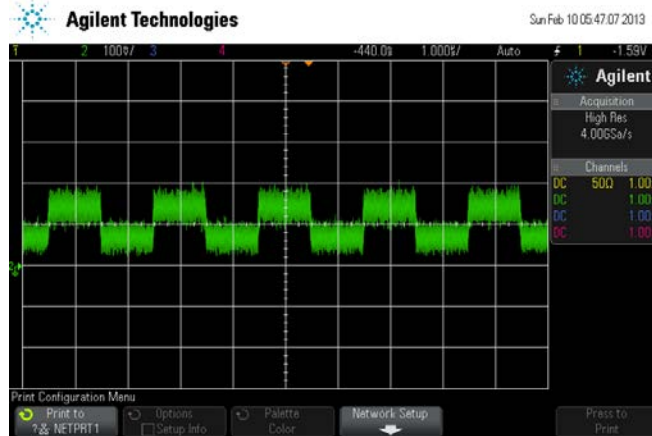 Agilent Technologies
Sun Feb 10 05:47:07 2013
1 2 100▽/ 3 4 -440.0s 1.000s/ Auto 1 -1.59V
Agilent
Acquisition
High Res
4.00GSa/s
Channels
DC 50Ω 1.00
DC 1.00
DC 1.00
DC 1.00
2
Print Configuration Menu
Print to
NETPRT1
Options
Setup Info
Palette
Color
Network Setup
Press to
Print